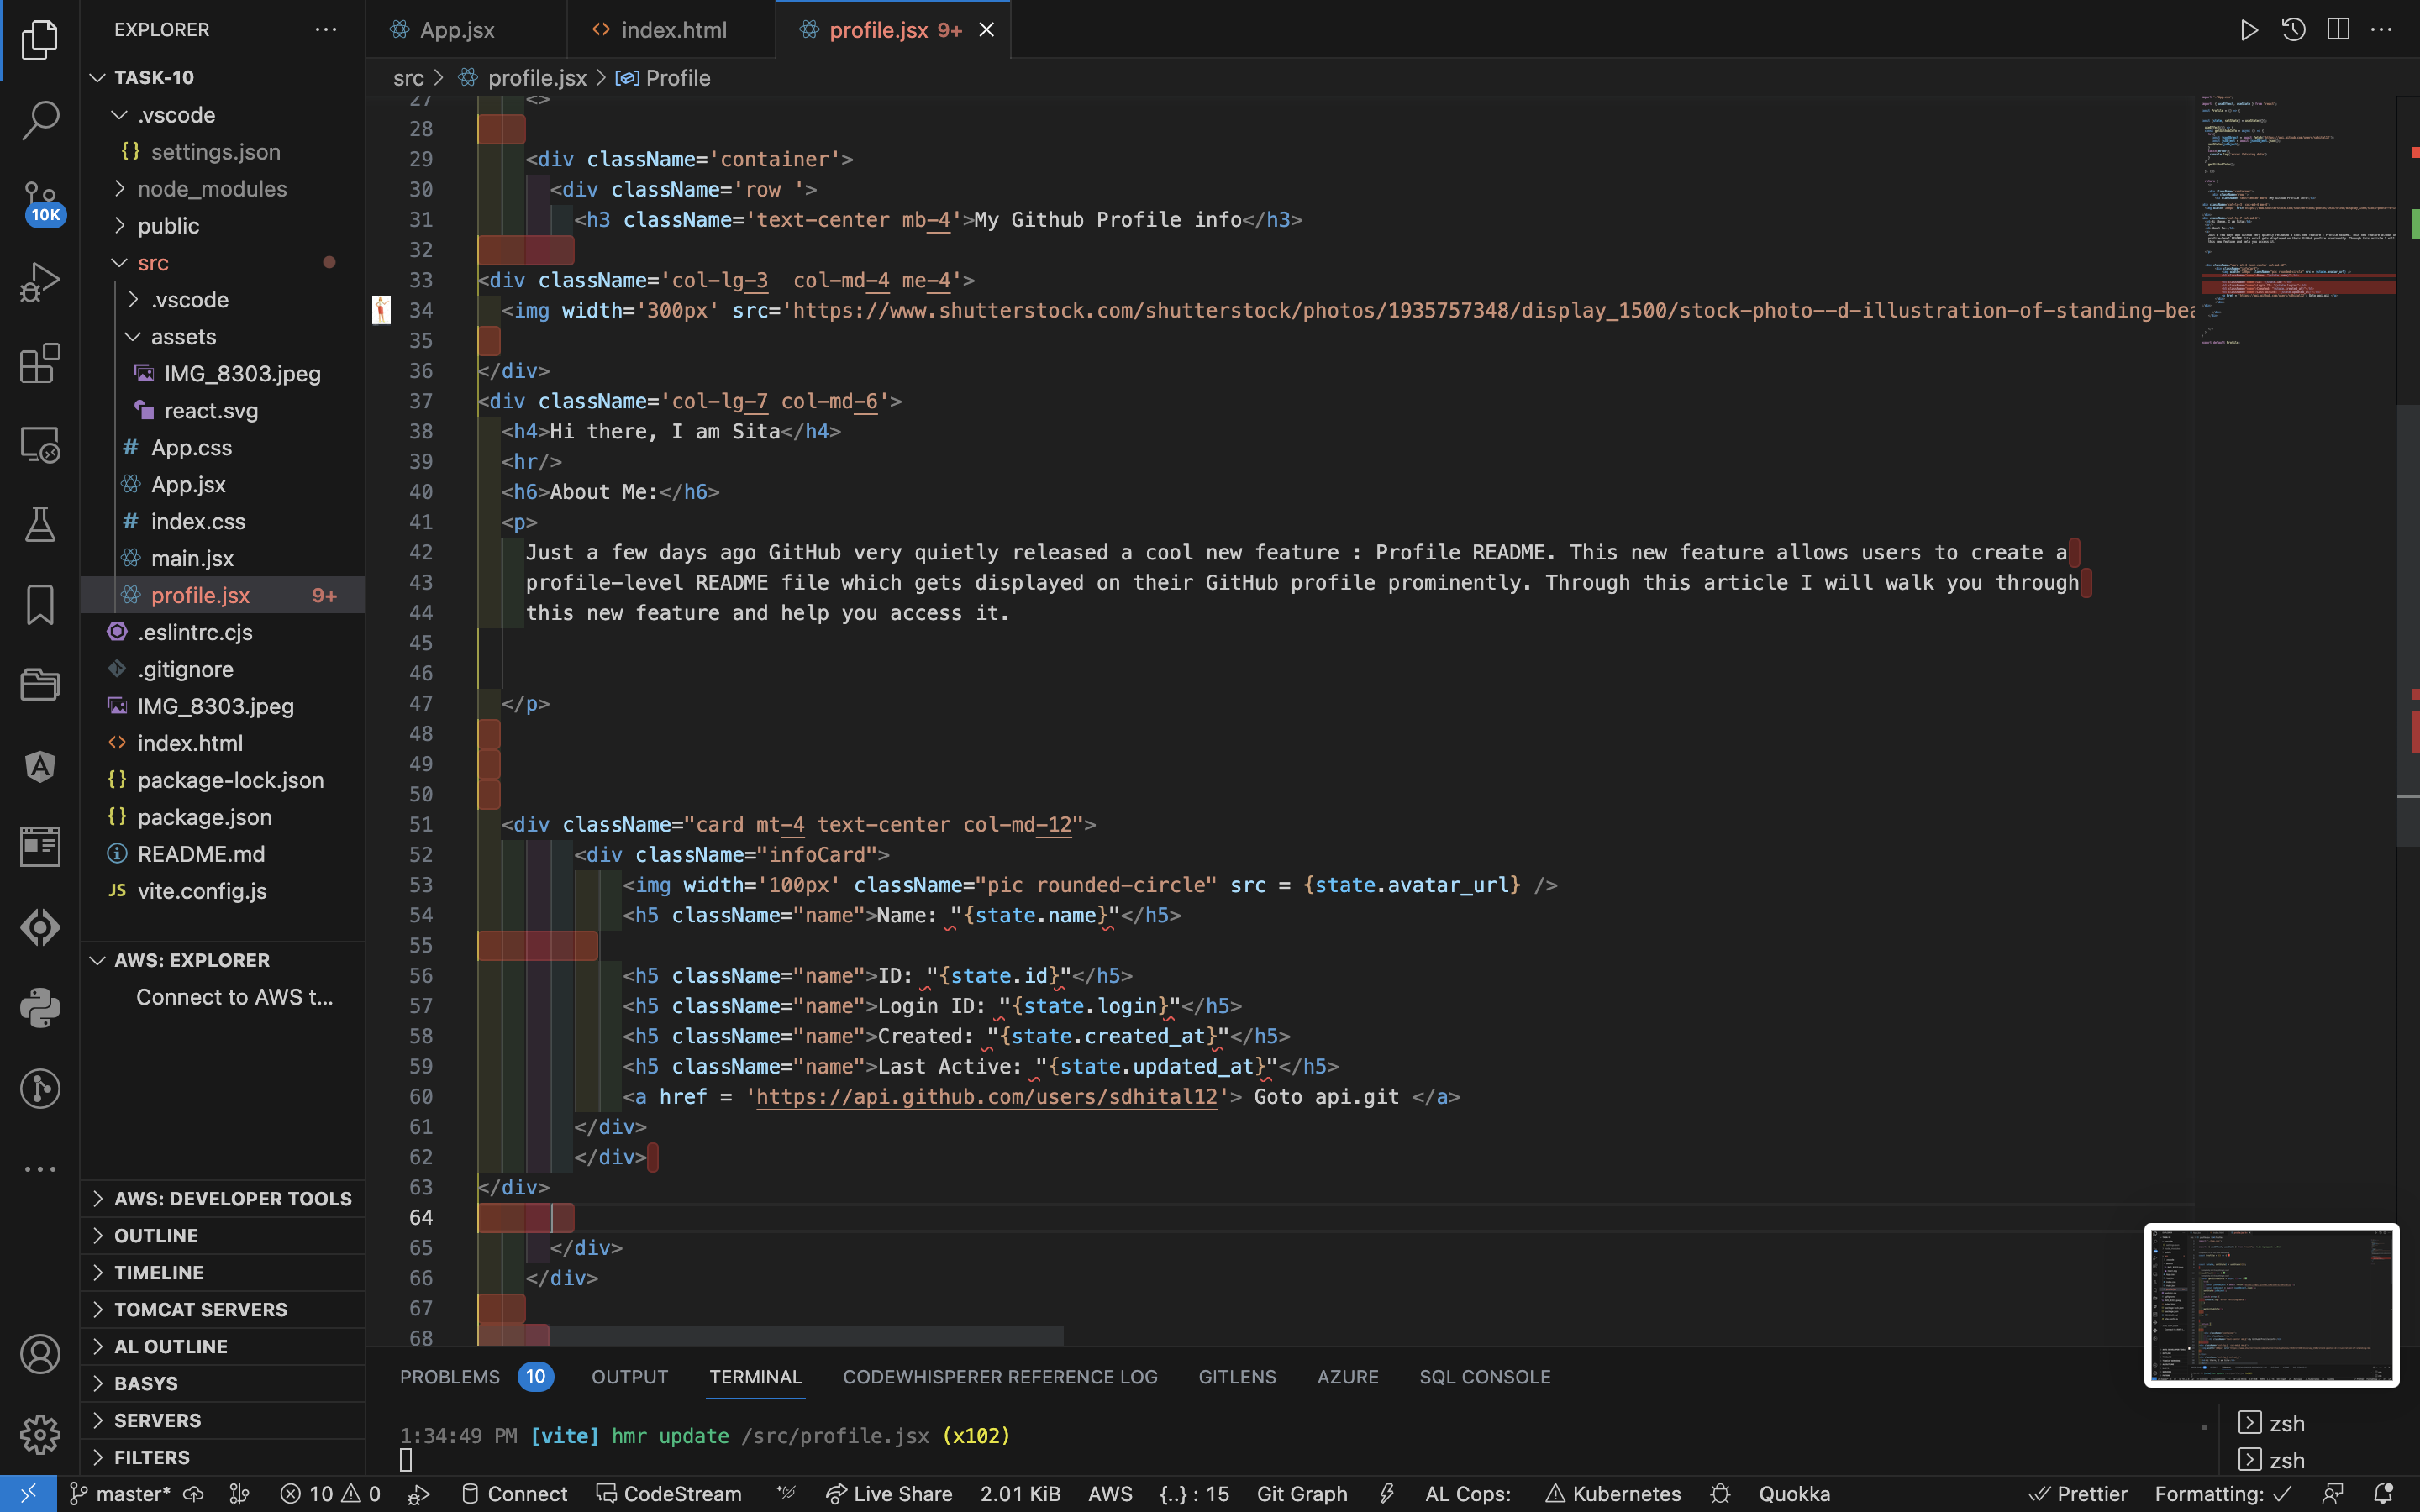 EXPLORER
TASK-10
.vscode
settings.json
node_modules
public
src
.vscode
assets
IMG_8303.jpeg
react.svg
App.css
App.jsx
index.css
main.jsx
profile.jsx 9+
.eslintrc.cjs
.gitignore
IMG_8303.jpeg
index.html
package-lock.json
package.json
README.md
vite.config.js
AWS: EXPLORER
Connect to AWS t...
AWS: DEVELOPER TOOLS
OUTLINE
TIMELINE
TOMCAT SERVERS
AL OUTLINE
BASYS
SERVERS
FILTERS
10K
App.jsx index.html profile.jsx 9+
src > profile.jsx > Profile
27 <>
28
29 <div className='container'>
30 <div className='row '>
31 <h3 className='text-center mb-4'>My Github Profile info</h3>
32
33 <div className='col-lg-3  col-md-4 me-4'>
34 <img width='300px' src='https://www.shutterstock.com/shutterstock/photos/1935757348/display_1500/stock-photo--d-illustration-of-standing-bea
35
36 </div>
37 <div className='col-lg-7 col-md-6'>
38 <h4>Hi there, I am Sita</h4>
39 <hr/>
40 <h6>About Me:</h6>
41 <p>
42 Just a few days ago GitHub very quietly released a cool new feature : Profile README. This new feature allows users to create a
43 profile-level README file which gets displayed on their GitHub profile prominently. Through this article I will walk you through
44 this new feature and help you access it.
45
46
47 </p>
48
49
50
51 <div className="card mt-4 text-center col-md-12">
52 <div className="infoCard">
53 <img width='100px' className="pic rounded-circle" src = {state.avatar_url} />
54 <h5 className="name">Name: "{state.name}"</h5>
55
56 <h5 className="name">ID: "{state.id}"</h5>
57 <h5 className="name">Login ID: "{state.login}"</h5>
58 <h5 className="name">Created: "{state.created_at}"</h5>
59 <h5 className="name">Last Active: "{state.updated_at}"</h5>
60 <a href = 'https://api.github.com/users/sdhital12'> Goto api.git </a>
61 </div>
62 </div>
63 </div>
64
65 </div>
66 </div>
67
68
PROBLEMS 10 OUTPUT TERMINAL CODEWHISPERER REFERENCE LOG GITLENS AZURE SQL CONSOLE
1:34:49 PM [vite] hmr update /src/profile.jsx (x102)
zsh
zsh
master* 10 0 Connect CodeStream Live Share 2.01 KiB AWS {..} : 15 Git Graph AL Cops: Kubernetes Quokka Prettier Formatting: ✓